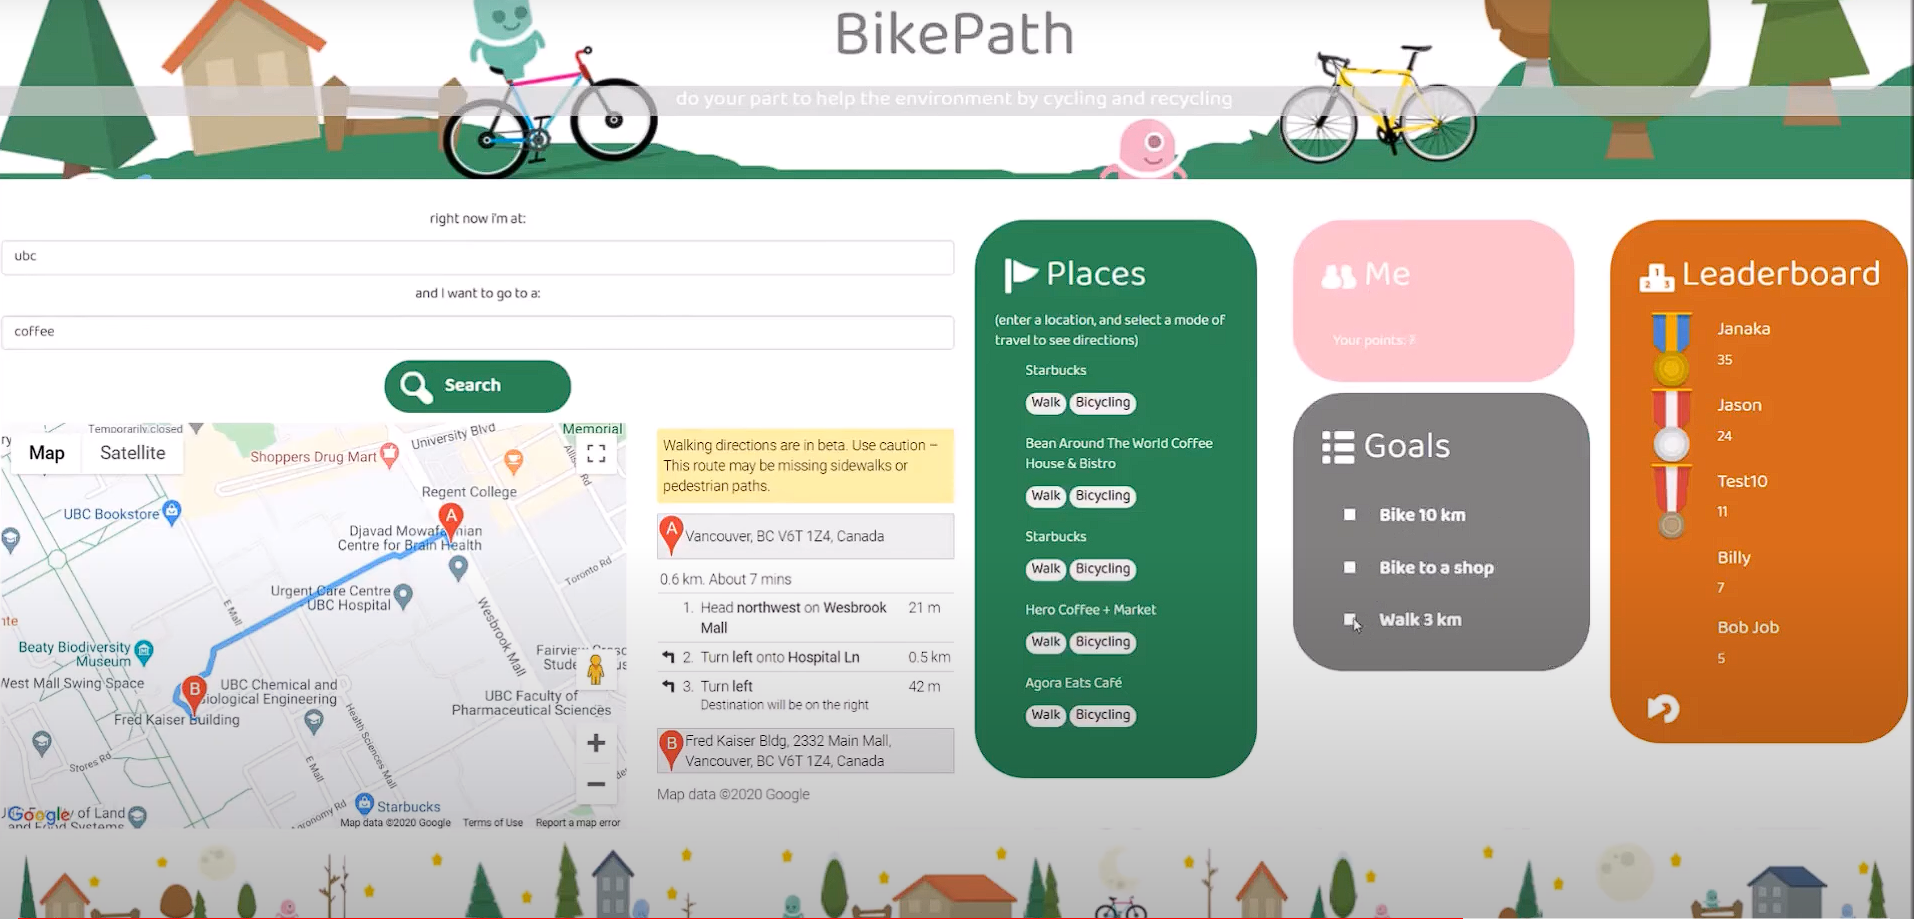 BikePath
do your part to help the environment by cycling and recycling
right now i'm at:
ubc
and I want to go to a:
coffee
Search
Map
Satellite
Temporarily closed
Shoppers Drug Mart
University Blvd
Memorial
Regent College
UBC Bookstore
A
Djavad Mowafaghian
Centre for Brain Health
Toronto Rd
Urgent Care Centre
- UBC Hospital
E Mall
Wesbrook Mall
Beaty Biodiversity
Museum
West Mall Swing Space
B
UBC Chemical and
Biological Engineering
Fred Kaiser Building
UBC Faculty of
Pharmaceutical Sciences
Health Sciences Mall
E Mall
Stores Rd
Starbucks
Google
of Land
and Food Systems
Map data ©2020 Google
Terms of Use
Report a map error
Walking directions are in beta. Use caution –
This route may be missing sidewalks or
pedestrian paths.
A
Vancouver, BC V6T 1Z4, Canada
0.6 km. About 7 mins
1. Head northwest on Wesbrook 21 m
Mall
2. Turn left onto Hospital Ln 0.5 km
3. Turn left 42 m
Destination will be on the right
B
Fred Kaiser Bldg, 2332 Main Mall,
Vancouver, BC V6T 1Z4, Canada
Map data ©2020 Google
Places
(enter a location, and select a mode of
travel to see directions)
Starbucks
Walk Bicycling
Bean Around The World Coffee
House & Bistro
Walk Bicycling
Starbucks
Walk Bicycling
Hero Coffee + Market
Walk Bicycling
Agora Eats Café
Walk Bicycling
Me
Your points: 7
Goals
Bike 10 km
Bike to a shop
Walk 3 km
1
2 3
Leaderboard
Janaka
35
Jason
24
Test10
11
Billy
7
Bob Job
5